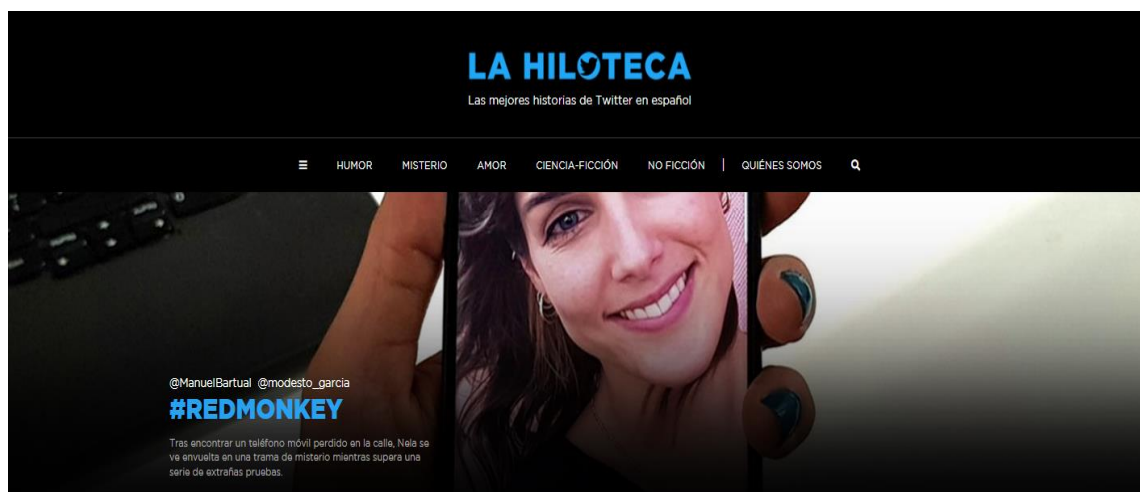 LA HILOTECA
Las mejores historias de Twitter en español
HUMOR MISTERIO AMOR CIENCIA-FICCIÓN NO FICCIÓN | QUIÉNES SOMOS
@ManuelBartual @modesto_garcia
#REDMONKEY
Tras encontrar un teléfono móvil perdido en la calle, Nela se
ve envuelta en una trama de misterio mientras supera una
serie de extrañas pruebas.